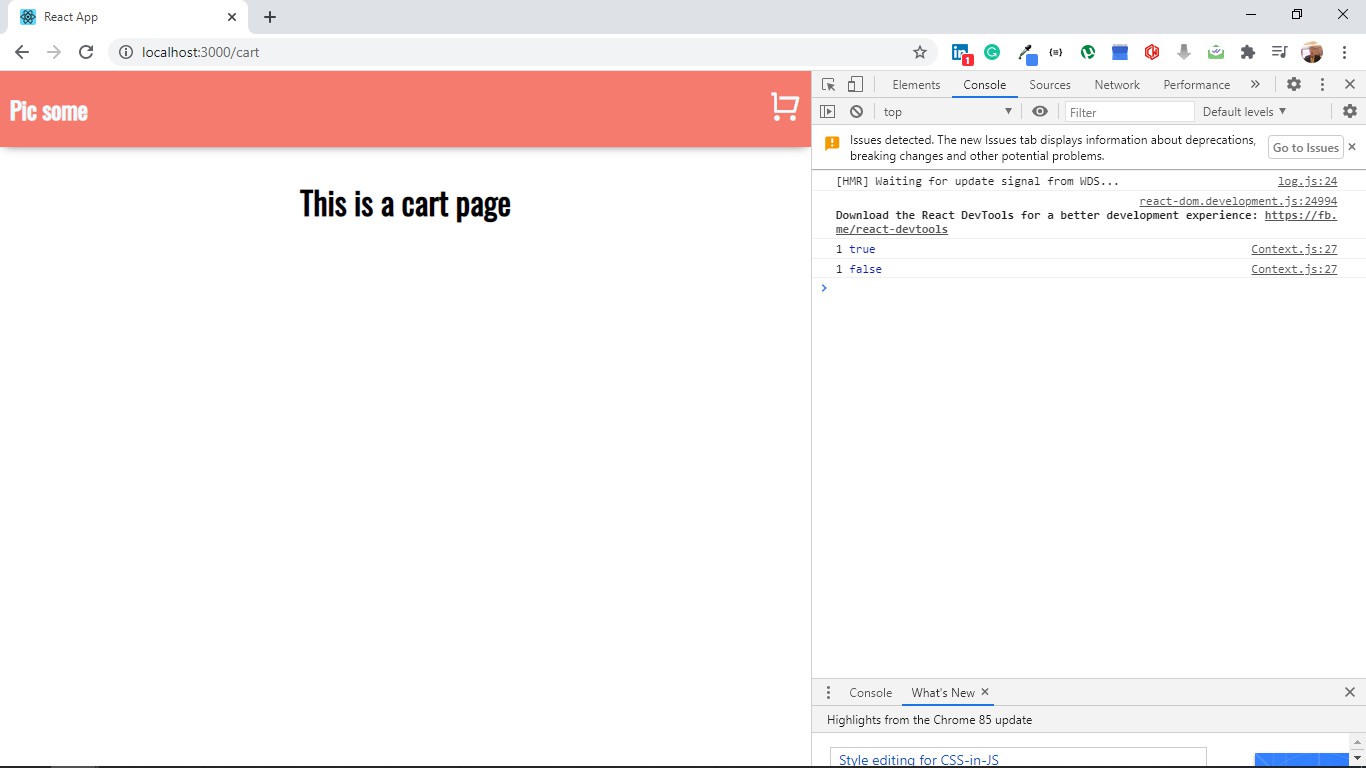 React App
localhost:3000/cart
1
Pic some
This is a cart page
Elements Console Sources Network Performance
top Filter Default levels
Issues detected. The new Issues tab displays information about deprecations,
breaking changes and other potential problems.
Go to Issues
[HMR] Waiting for update signal from WDS... log.js:24
react-dom.development.js:24994
Download the React DevTools for a better development experience: https://fb.
me/react-devtools
1 true Context.js:27
1 false Context.js:27
Console What's New
Highlights from the Chrome 85 update
Style editing for CSS-in-JS